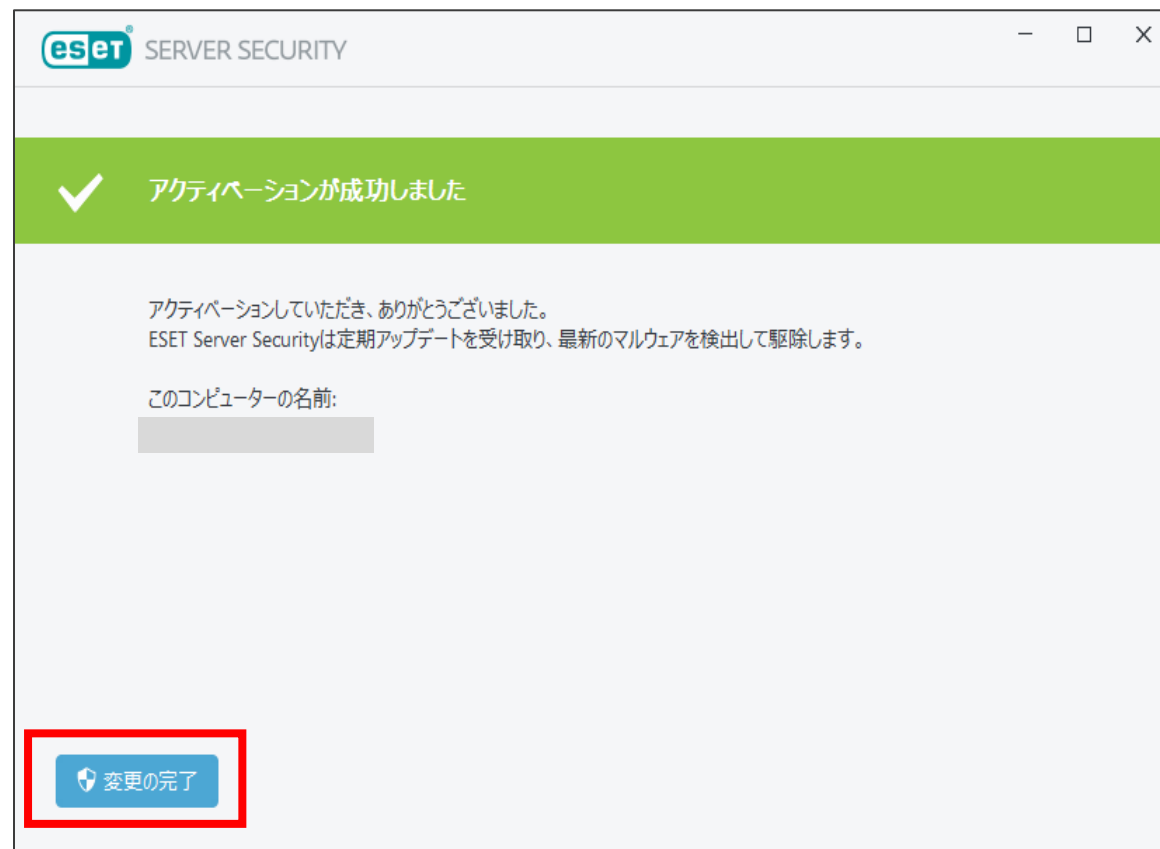 eset® SERVER SECURITY
アクティベーションが成功しました
アクティベーションしていただき、ありがとうございました。
ESET Server Securityは定期アップデートを受け取り、最新のマルウェアを検出して駆除します。
このコンピューターの名前:
変更の完了